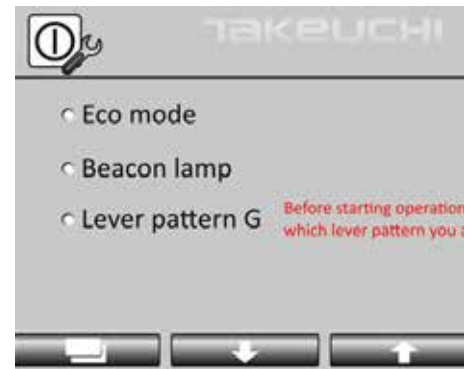 TAKEUCHI
Eco mode
Beacon lamp
Lever pattern G
Before starting operation
which lever pattern you a